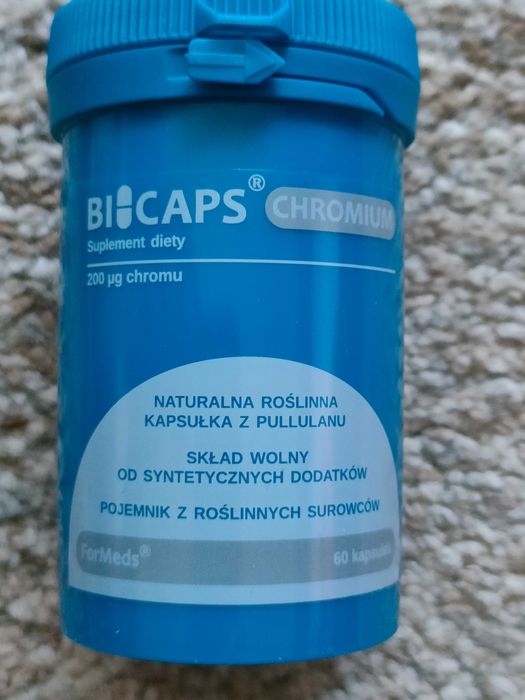 BICAPS® CHROMIUM
Suplement diety
200 µg chromu
NATURALNA ROŚLINNA
KAPSUŁKA Z PULLULANU
SKŁAD WOLNY
OD SYNTETYCZNYCH DODATKÓW
POJEMNIK Z ROŚLINNYCH SUROWCÓW
ForMeds® 60 kapsułek